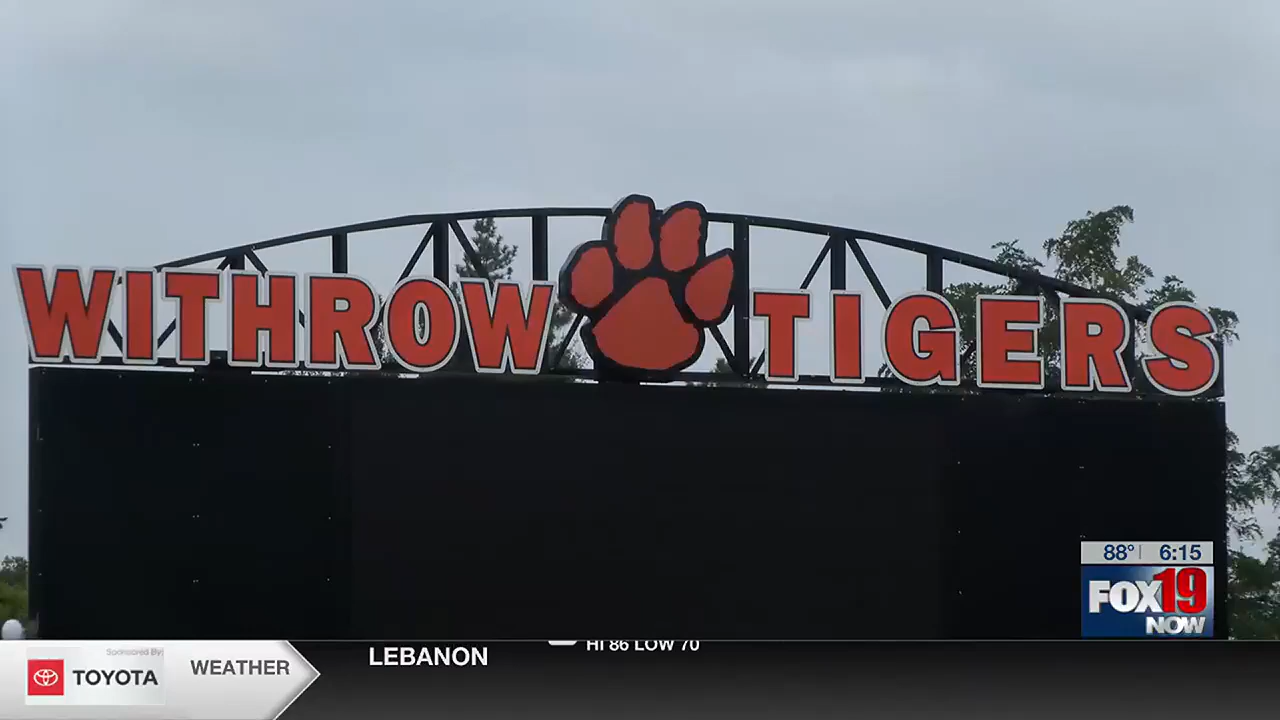 WITHROW TIGERS
88° 6:15
FOX19
NOW
Sponsored By:
TOYOTA
WEATHER
LEBANON
HI 86 LOW 70